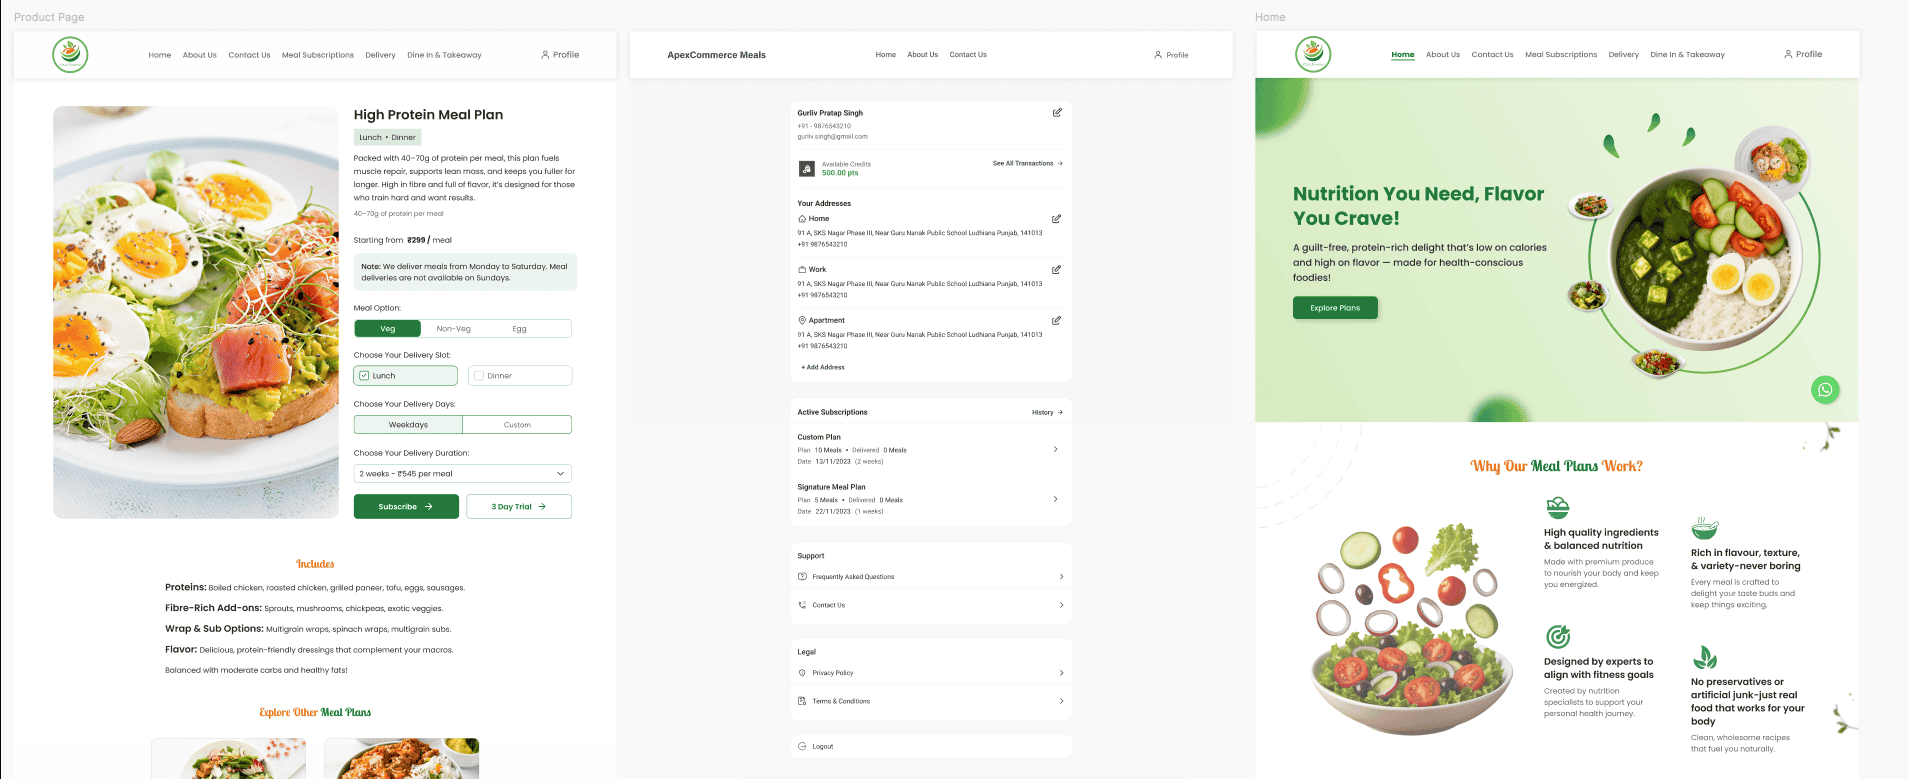 Product Page
Home About Us Contact Us Meal Subscriptions Delivery Dine In & Takeaway
Profile
High Protein Meal Plan
Lunch • Dinner
Packed with 40–70g of protein per meal, this plan fuels
muscle repair, supports lean mass, and keeps you fuller for
longer. High in fibre and full of flavor, it's designed for those
who train hard and want results.
40–70g of protein per meal
Starting from ₹299 / meal
Note: We deliver meals from Monday to Saturday. Meal
deliveries are not available on Sundays.
Meal Option:
Veg Non-Veg Egg
Choose Your Delivery Slot:
Lunch Dinner
Choose Your Delivery Days:
Weekdays Custom
Choose Your Delivery Duration:
2 weeks - ₹545 per meal
Subscribe → 3 Day Trial →
Includes
Proteins: Boiled chicken, roasted chicken, grilled paneer, tofu, eggs, sausages.
Fibre-Rich Add-ons: Sprouts, mushrooms, chickpeas, exotic veggies.
Wrap & Sub Options: Multigrain wraps, spinach wraps, multigrain subs.
Flavor: Delicious, protein-friendly dressings that complement your macros.
Balanced with moderate carbs and healthy fats!
Explore Other Meal Plans
ApexCommerce Meals
Home About Us Contact Us
Profile
Gurliv Pratap Singh
+91 - 9876543210
gurliv.singh@gmail.com
Available Credits
500.00 pts
See All Transactions →
Your Addresses
Home
91 A, SKS Nagar Phase III, Near Guru Nanak Public School Ludhiana Punjab, 141013
+91 9876543210
Work
91 A, SKS Nagar Phase III, Near Guru Nanak Public School Ludhiana Punjab, 141013
+91 9876543210
Apartment
91 A, SKS Nagar Phase III, Near Guru Nanak Public School Ludhiana Punjab, 141013
+91 9876543210
+ Add Address
Active Subscriptions
History →
Custom Plan
Plan 10 Meals • Delivered 0 Meals
Date 13/11/2023 (2 weeks)
Signature Meal Plan
Plan 5 Meals • Delivered 0 Meals
Date 22/11/2023 (1 weeks)
Support
Frequently Asked Questions
Contact Us
Legal
Privacy Policy
Terms & Conditions
Logout
Home
Home About Us Contact Us Meal Subscriptions Delivery Dine In & Takeaway
Profile
Nutrition You Need, Flavor
You Crave!
A guilt-free, protein-rich delight that's low on calories
and high on flavor — made for health-conscious
foodies!
Explore Plans
Why Our Meal Plans Work?
High quality ingredients
& balanced nutrition
Made with premium produce
to nourish your body and keep
you energized.
Rich in flavour, texture,
& variety-never boring
Every meal is crafted to
delight your taste buds and
keep things exciting.
Designed by experts to
align with fitness goals
Created by nutrition
specialists to support your
personal health journey.
No preservatives or
artificial junk-just real
food that works for your
body
Clean, wholesome recipes
that fuel you naturally.